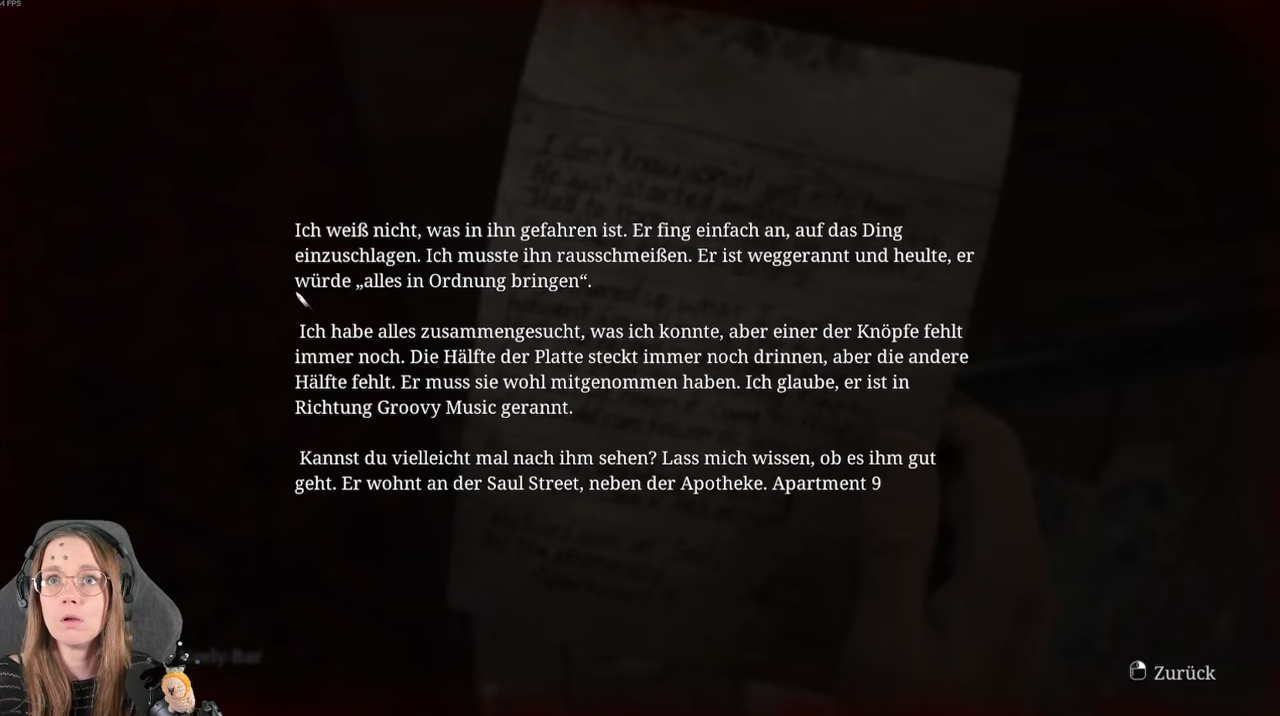 4 FPS
Ich weiß nicht, was in ihn gefahren ist. Er fing einfach an, auf das Ding
einzuschlagen. Ich musste ihn rausschmeißen. Er ist weggerannt und heulte, er
würde „alles in Ordnung bringen“.
Ich habe alles zusammengesucht, was ich konnte, aber einer der Knöpfe fehlt
immer noch. Die Hälfte der Platte steckt immer noch drinnen, aber die andere
Hälfte fehlt. Er muss sie wohl mitgenommen haben. Ich glaube, er ist in
Richtung Groovy Music gerannt.
Kannst du vielleicht mal nach ihm sehen? Lass mich wissen, ob es ihm gut
geht. Er wohnt an der Saul Street, neben der Apotheke. Apartment 9
Zurück